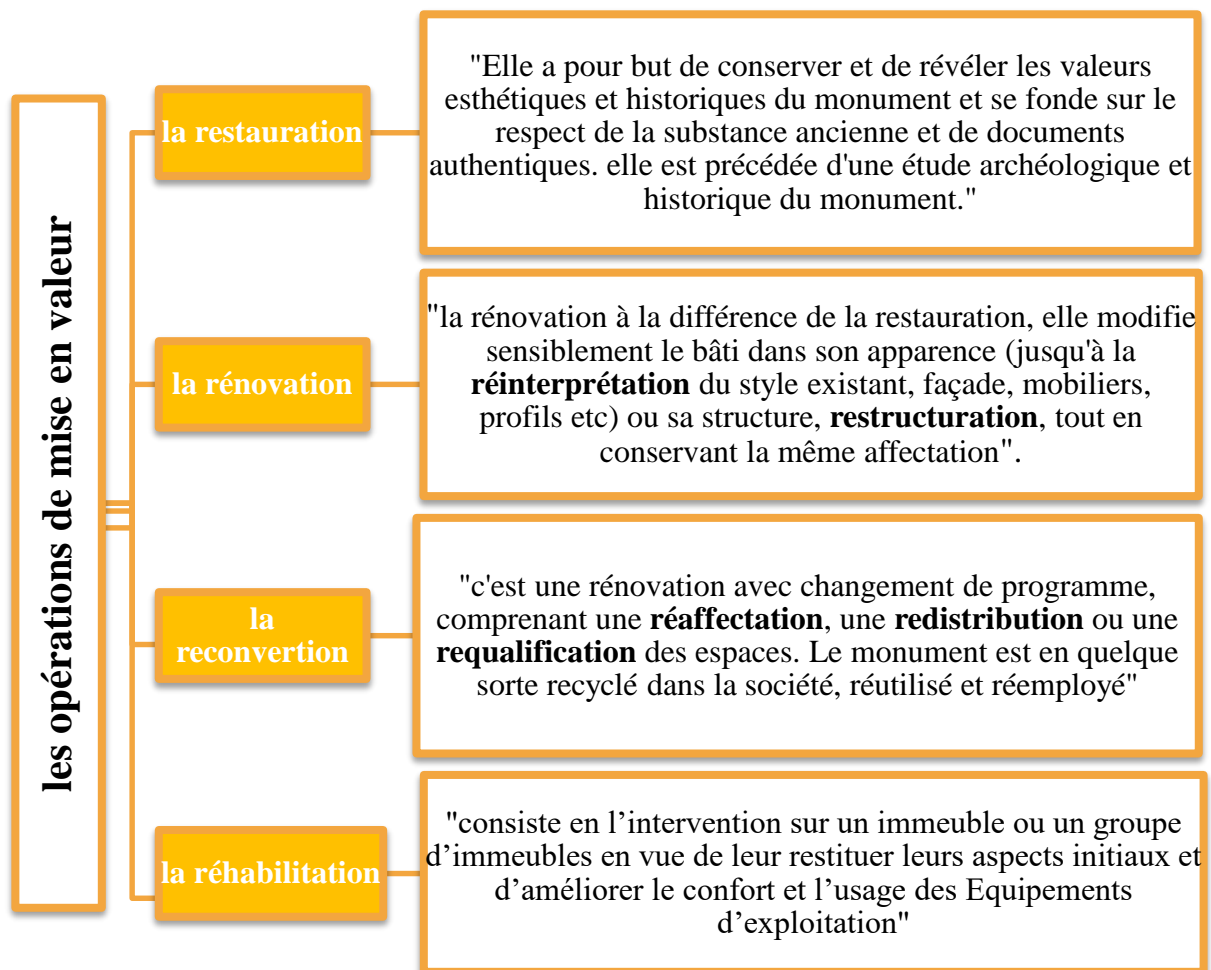 les opérations de mise en valeur
la restauration
"Elle a pour but de conserver et de révéler les valeurs
esthétiques et historiques du monument et se fonde sur le
respect de la substance ancienne et de documents
authentiques. elle est précédée d'une étude archéologique et
historique du monument."
la rénovation
"la rénovation à la différence de la restauration, elle modifie
sensiblement le bâti dans son apparence (jusqu'à la
réinterprétation du style existant, façade, mobiliers,
profils etc) ou sa structure, restructuration, tout en
conservant la même affectation".
la
reconvertion
"c'est une rénovation avec changement de programme,
comprenant une réaffectation, une redistribution ou une
requalification des espaces. Le monument est en quelque
sorte recyclé dans la société, réutilisé et réemployé"
la réhabilitation
"consiste en l’intervention sur un immeuble ou un groupe
d’immeubles en vue de leur restituer leurs aspects initiaux et
d’améliorer le confort et l’usage des Equipements
d’exploitation"